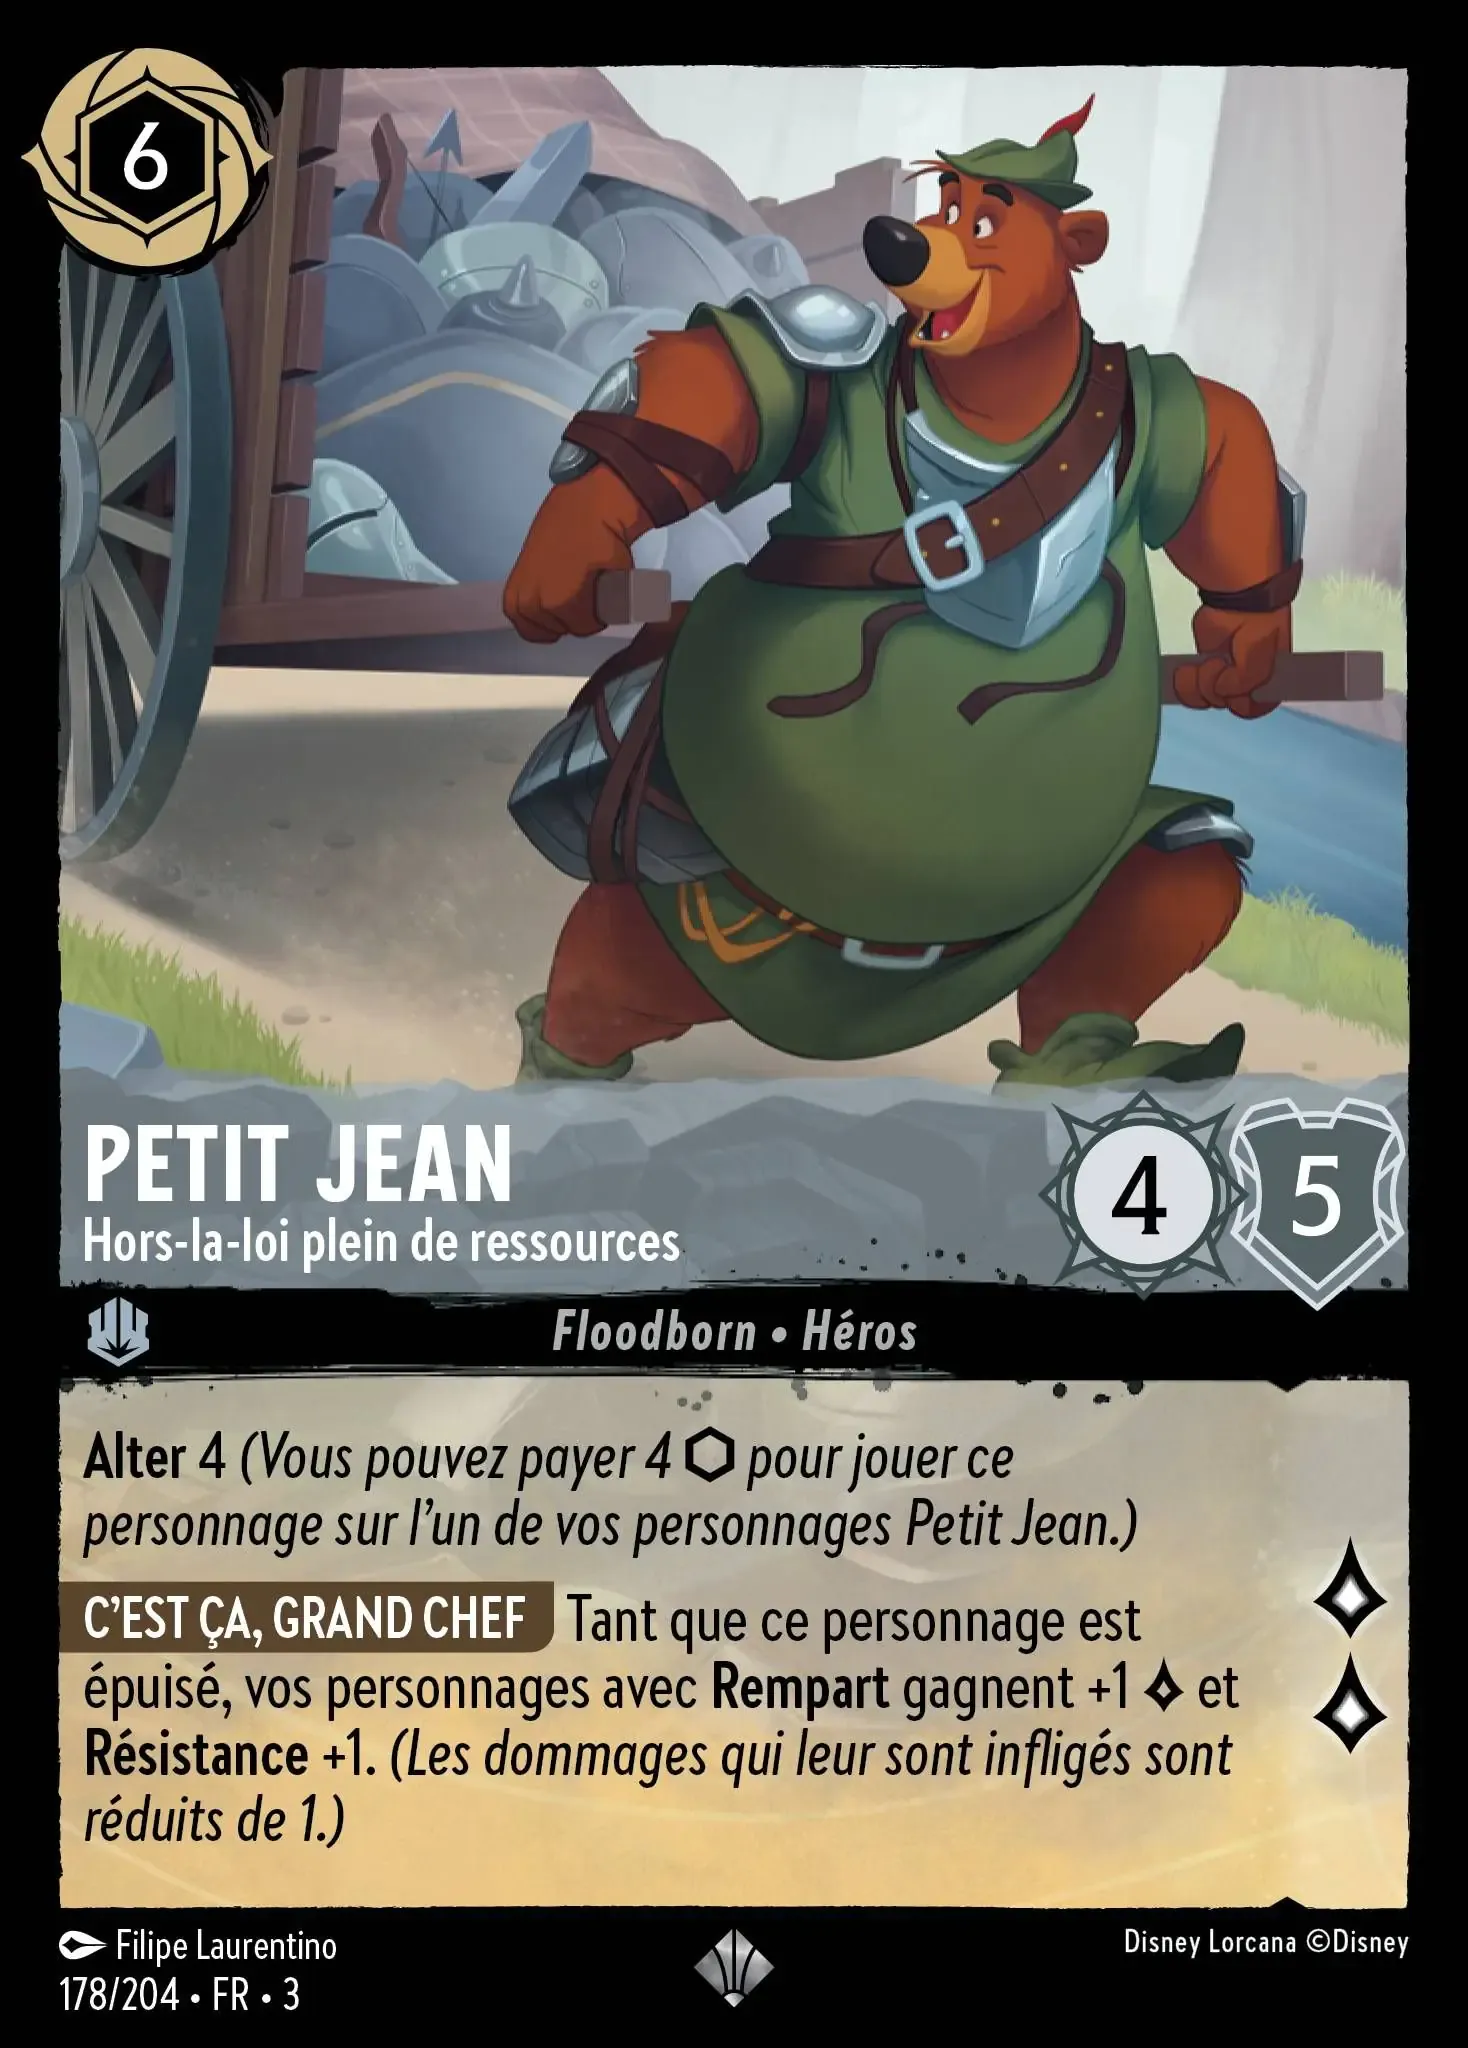 6
PETIT JEAN
Hors-la-loi plein de ressources
4
5
Floodborn • Héros
Alter 4 (Vous pouvez payer 4 ⬡ pour jouer ce
personnage sur l’un de vos personnages Petit Jean.)
C’EST ÇA, GRAND CHEF Tant que ce personnage est
épuisé, vos personnages avec Rempart gagnent +1 ⟡ et
Résistance +1. (Les dommages qui leur sont infligés sont
réduits de 1.)
Filipe Laurentino
Disney Lorcana ©Disney
178/204 • FR • 3